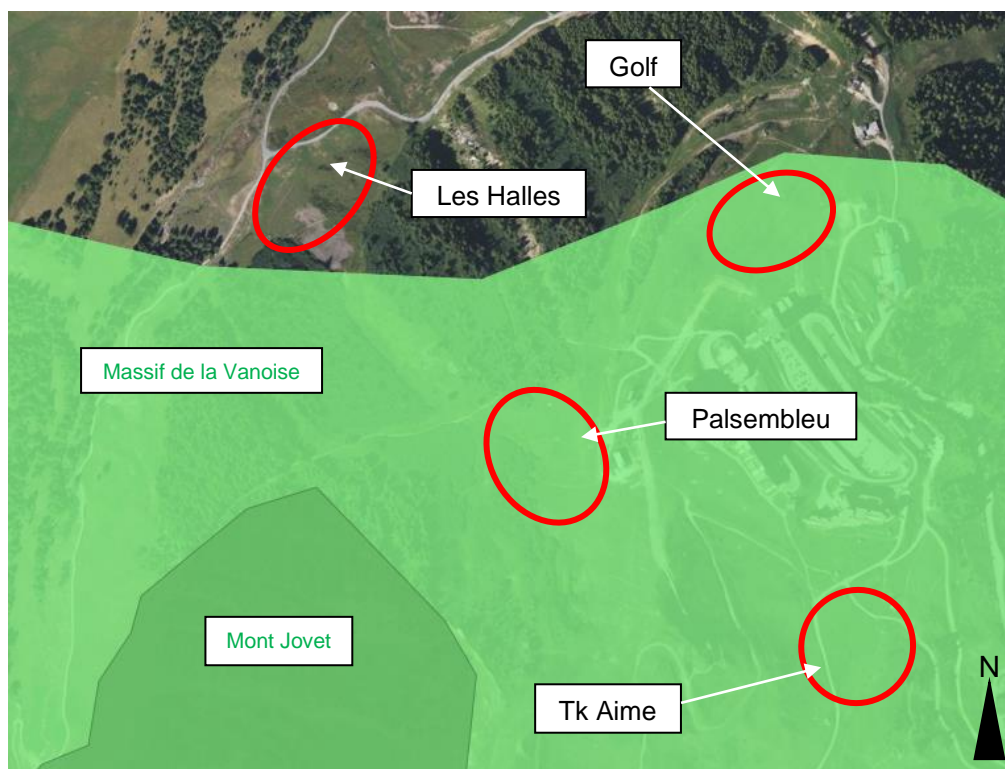 Golf
Les Halles
Massif de la Vanoise
Palsembleu
Mont Jovet
N
Tk Aime